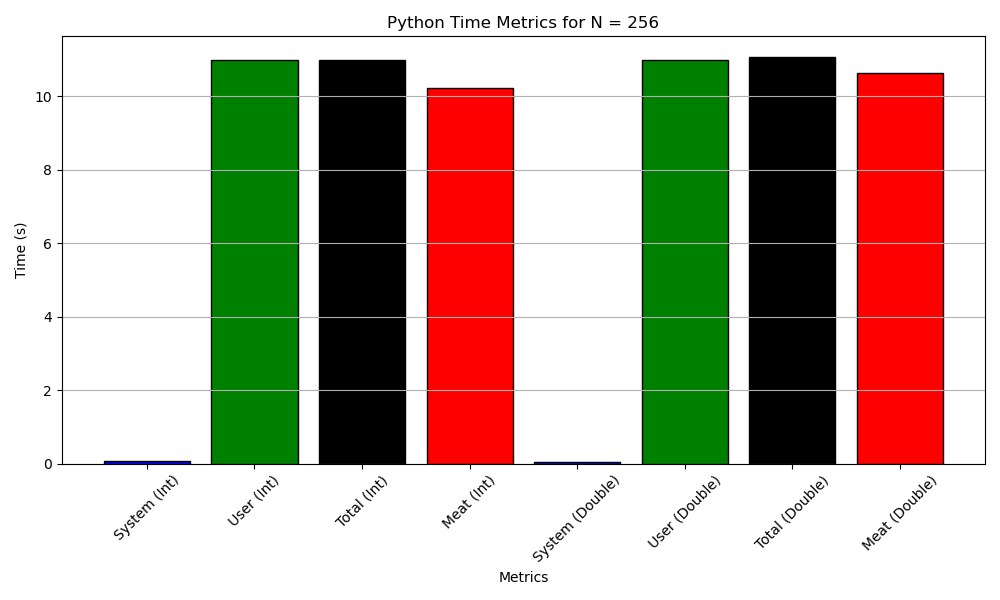 Python Time Metrics for N = 256
Time (s)
10
8
6
4
2
0
System (Int)
User (Int)
Total (Int)
Meat (Int)
System (Double)
User (Double)
Total (Double)
Meat (Double)
Metrics